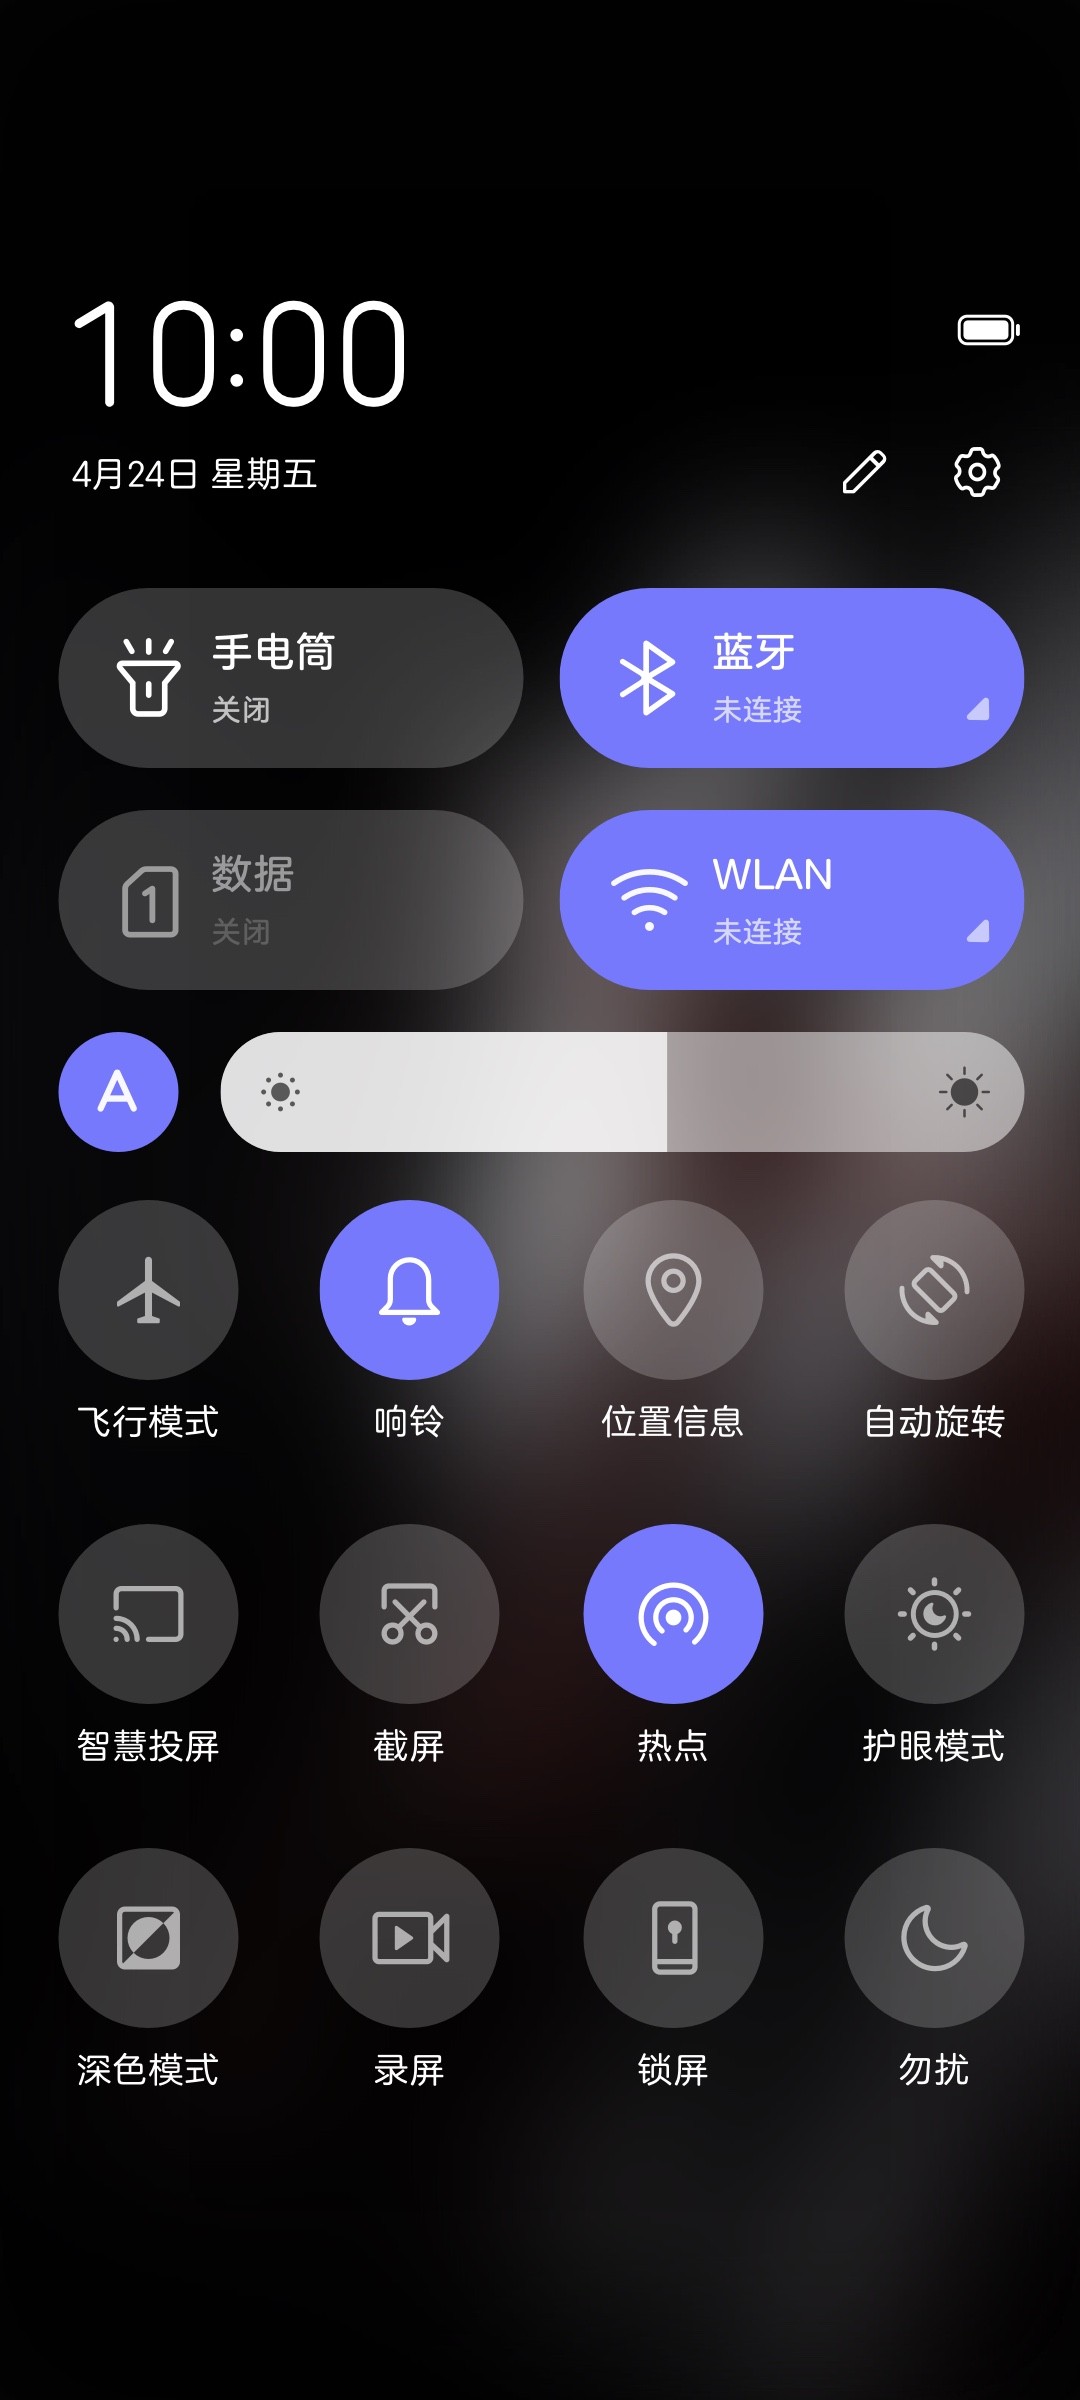 10:00
4月24日 星期五
手电筒
关闭
蓝牙
未连接
数据
关闭
WLAN
未连接
A
飞行模式
响铃
位置信息
自动旋转
智慧投屏
截屏
热点
护眼模式
深色模式
录屏
锁屏
勿扰